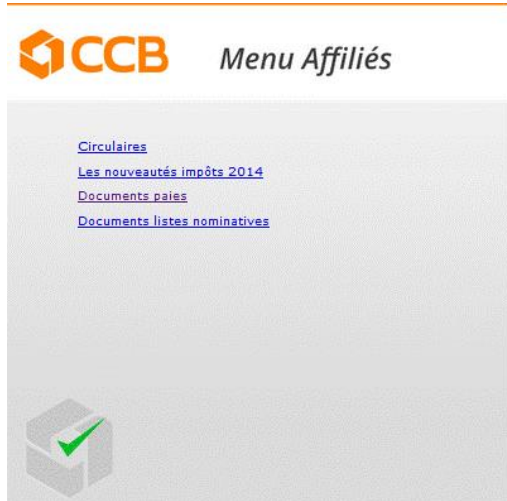 CCB
Menu Affiliés
Circulaires
Les nouveautés impôts 2014
Documents paies
Documents listes nominatives